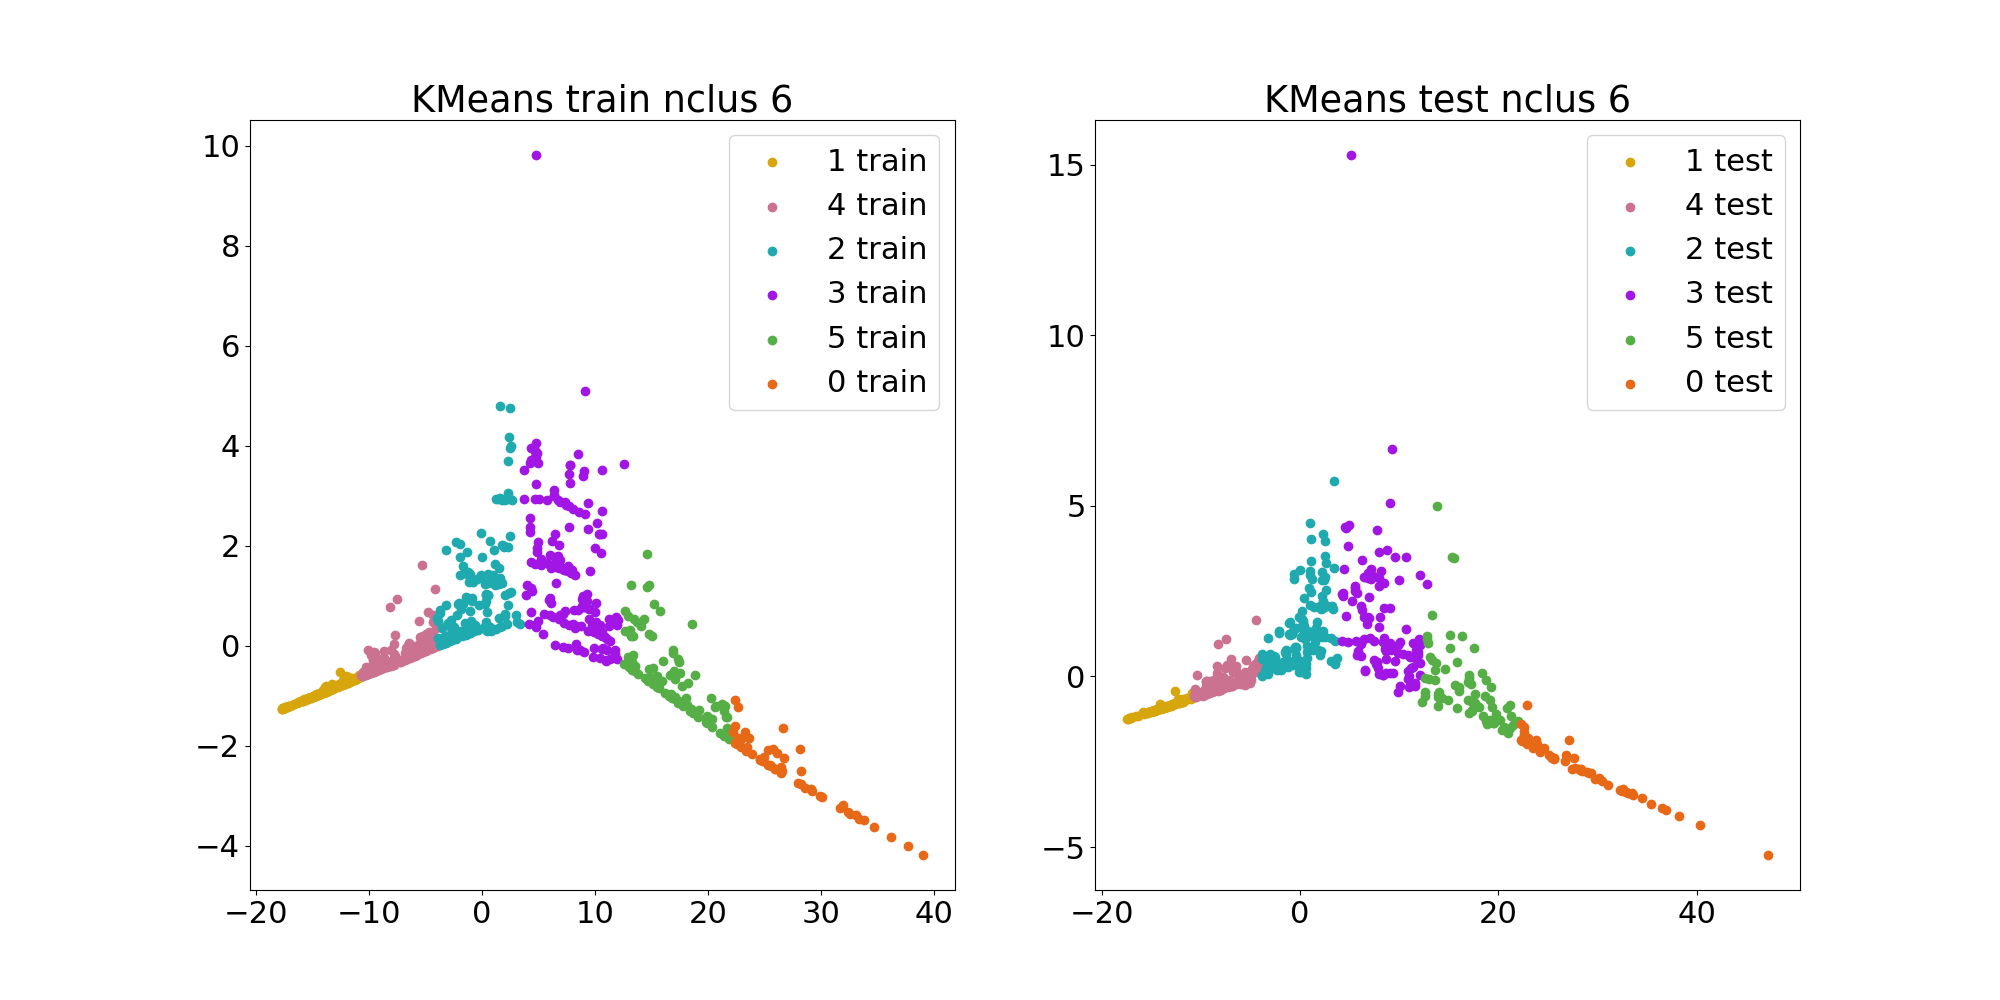 KMeans train nclus 6
10
8
6
4
2
0
−2
−4
−20 −10 0 10 20 30 40
1 train
4 train
2 train
3 train
5 train
0 train
KMeans test nclus 6
15
10
5
0
−5
−20 0 20 40
1 test
4 test
2 test
3 test
5 test
0 test